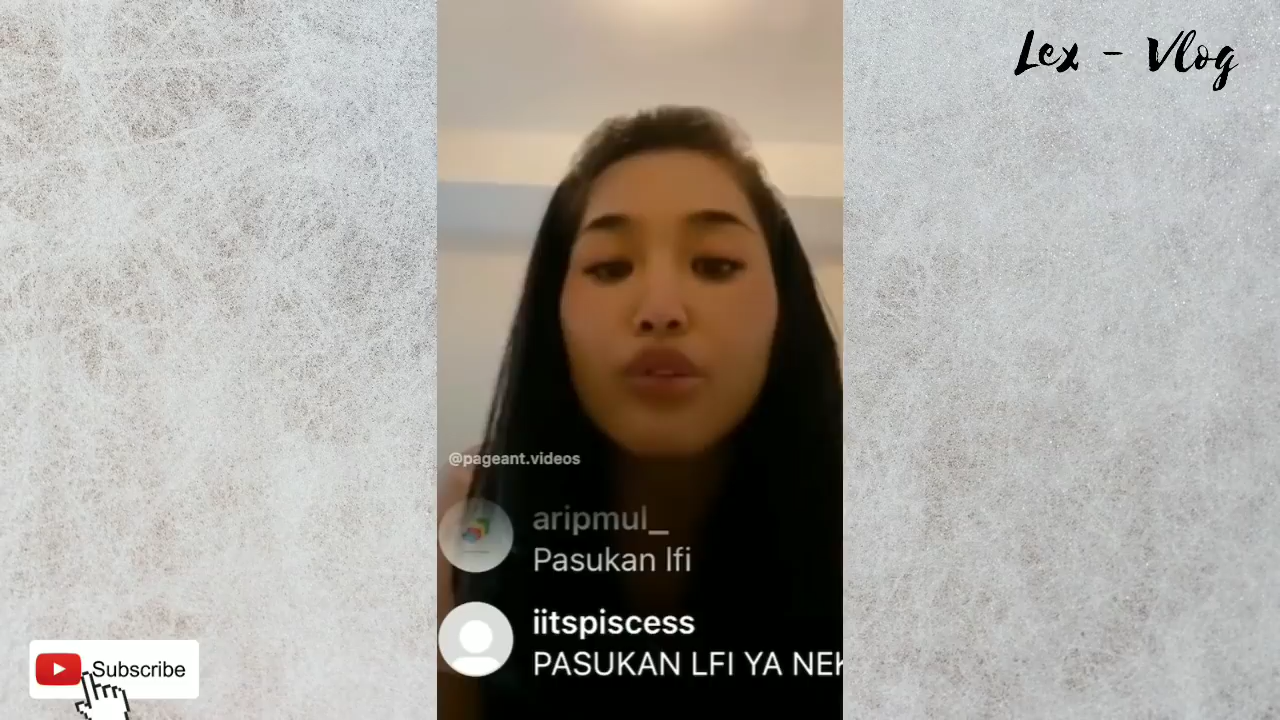 Lex - Vlog
@pageant.videos
aripmul_
Pasukan lfi
iitspiscess
PASUKAN LFI YA NEK
Subscribe